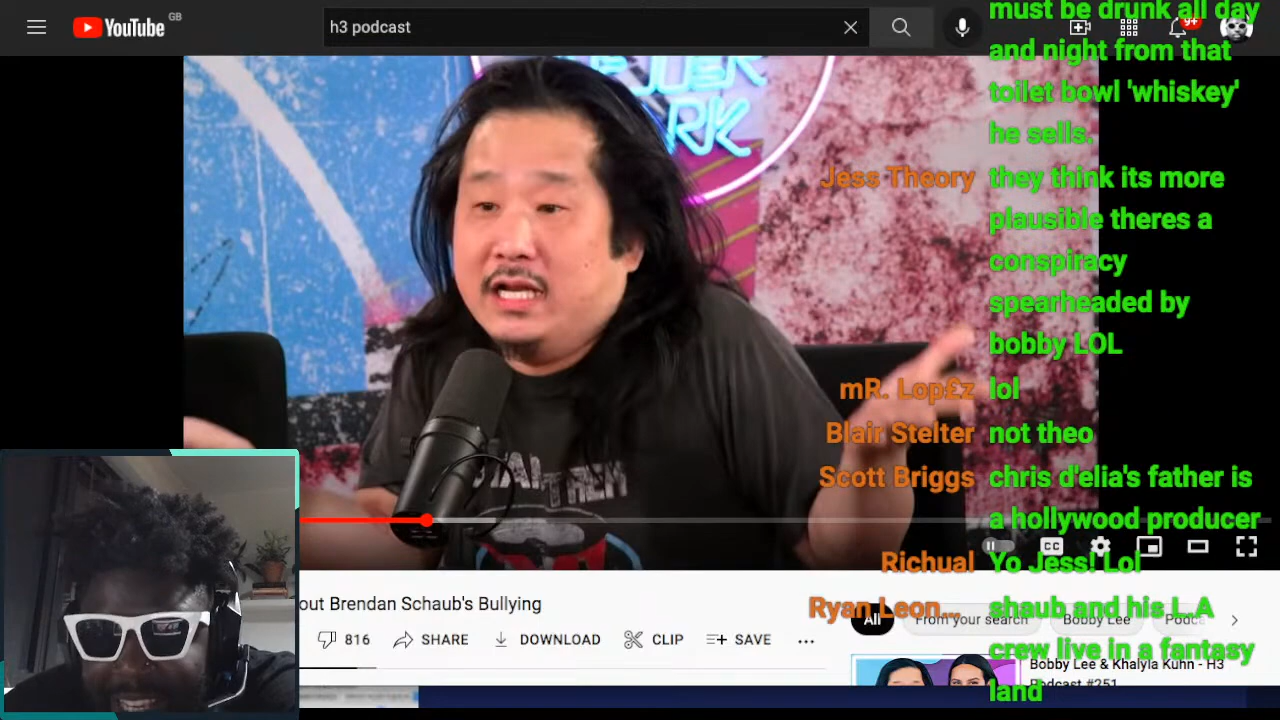 YouTube
GB
h3 podcast
9+
must be drunk all day
and night from that
toilet bowl 'whiskey'
he sells.
Jess Theory
they think its more
plausible theres a
conspiracy
spearheaded by
bobby LOL
mR. Lop£z
lol
Blair Stelter
not theo
Scott Briggs
chris d'elia's father is
a hollywood producer
Richual
Yo Jess! Lol
Ryan Leon...
shaub and his L.A
crew live in a fantasy
land
CC
out Brendan Schaub's Bullying
816
SHARE
DOWNLOAD
CLIP
SAVE
All
From your search
Bobby Lee
Podca
Bobby Lee & Khalyla Kuhn - H3
Podcast #251